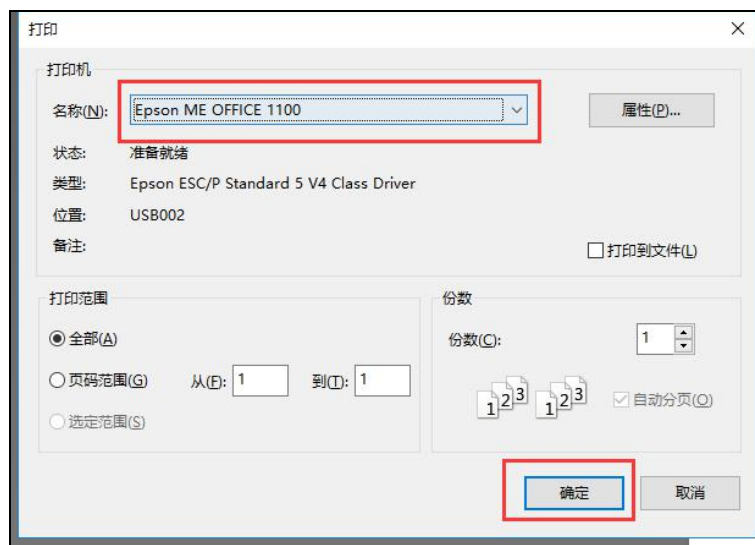 打印
打印机
名称(N): Epson ME OFFICE 1100 属性(P)...
状态: 准备就绪
类型: Epson ESC/P Standard 5 V4 Class Driver
位置: USB002
备注: 打印到文件(L)
打印范围 份数
全部(A) 份数(C): 1
页码范围(G) 从(F): 1 到(T): 1
1 2 3 1 2 3 自动分页(O)
选定范围(S)
确定 取消